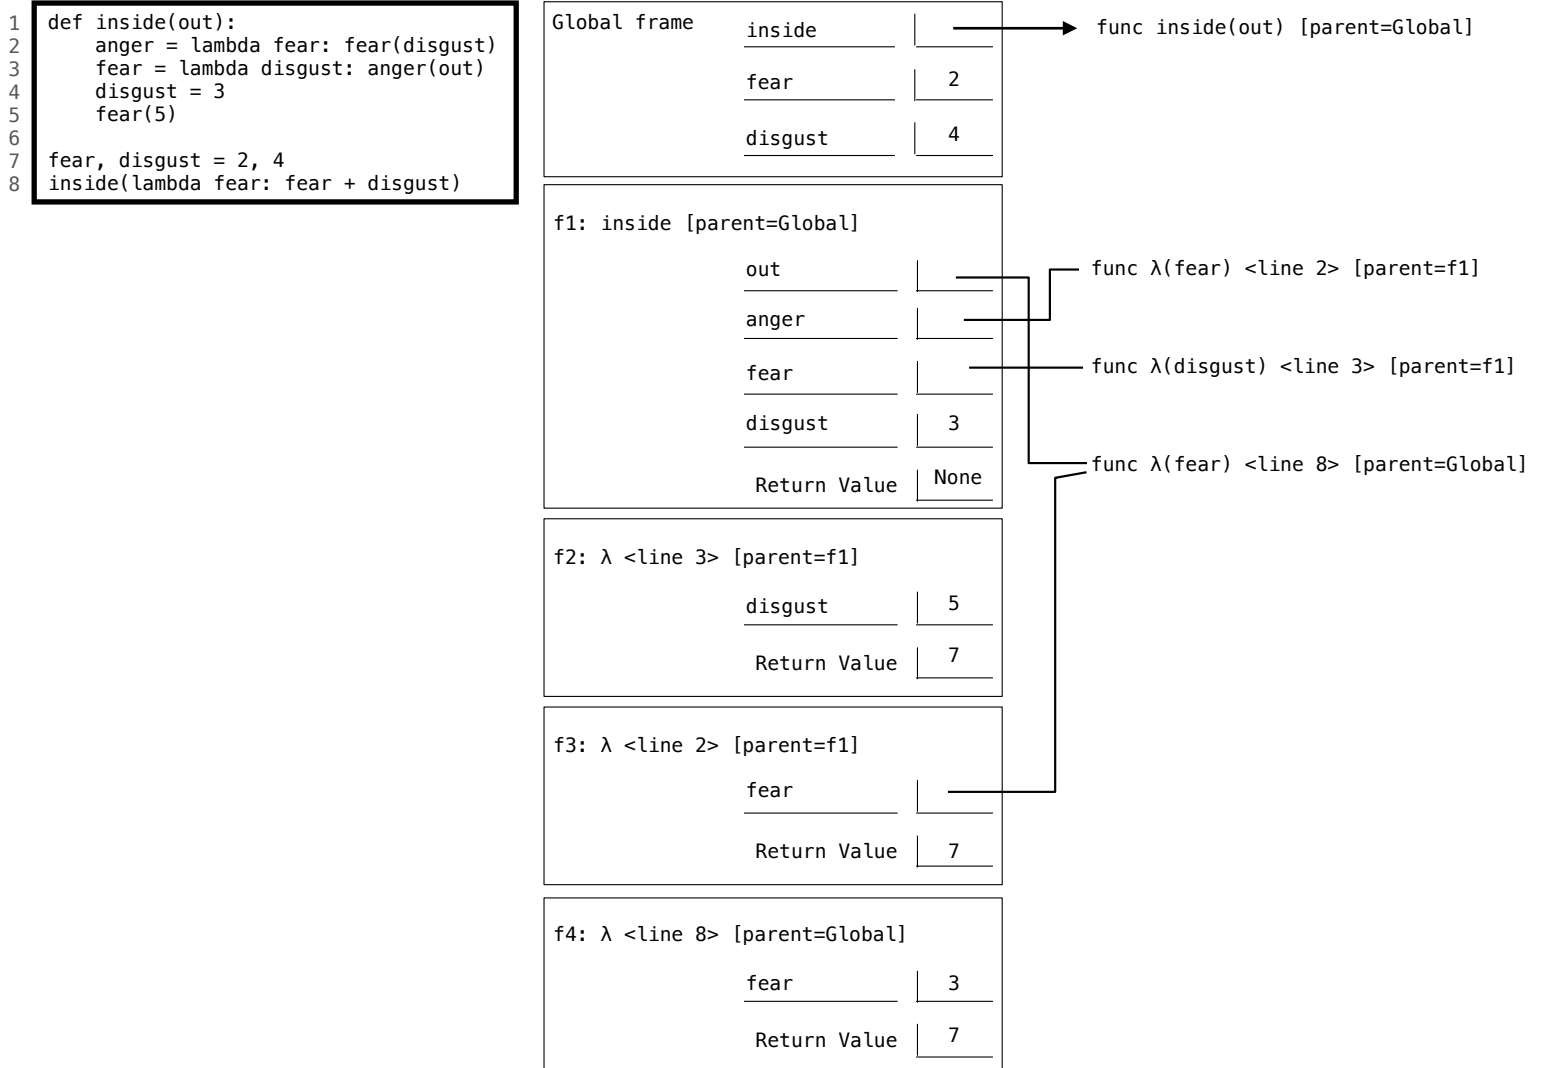 1 def inside(out):
2     anger = lambda fear: fear(disgust)
3     fear = lambda disgust: anger(out)
4     disgust = 3
5     fear(5)
6
7 fear, disgust = 2, 4
8 inside(lambda fear: fear + disgust)
Global frame
inside
func inside(out) [parent=Global]
fear 2
disgust 4
f1: inside [parent=Global]
out
func λ(fear) <line 2> [parent=f1]
anger
fear
func λ(disgust) <line 3> [parent=f1]
disgust 3
func λ(fear) <line 8> [parent=Global]
Return Value None
f2: λ <line 3> [parent=f1]
disgust 5
Return Value 7
f3: λ <line 2> [parent=f1]
fear
Return Value 7
f4: λ <line 8> [parent=Global]
fear 3
Return Value 7